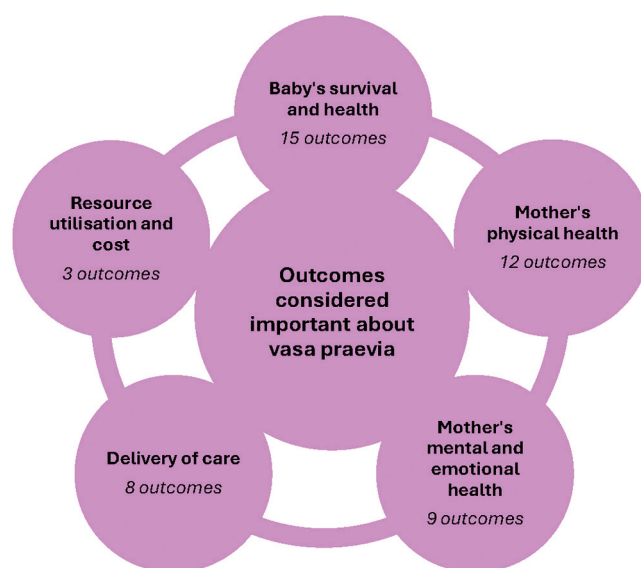 Baby's survival
and health
15 outcomes
Resource
utilisation and
cost
3 outcomes
Mother's
physical health
12 outcomes
Outcomes
considered
important about
vasa praevia
Delivery of care
8 outcomes
Mother's
mental and
emotional
health
9 outcomes